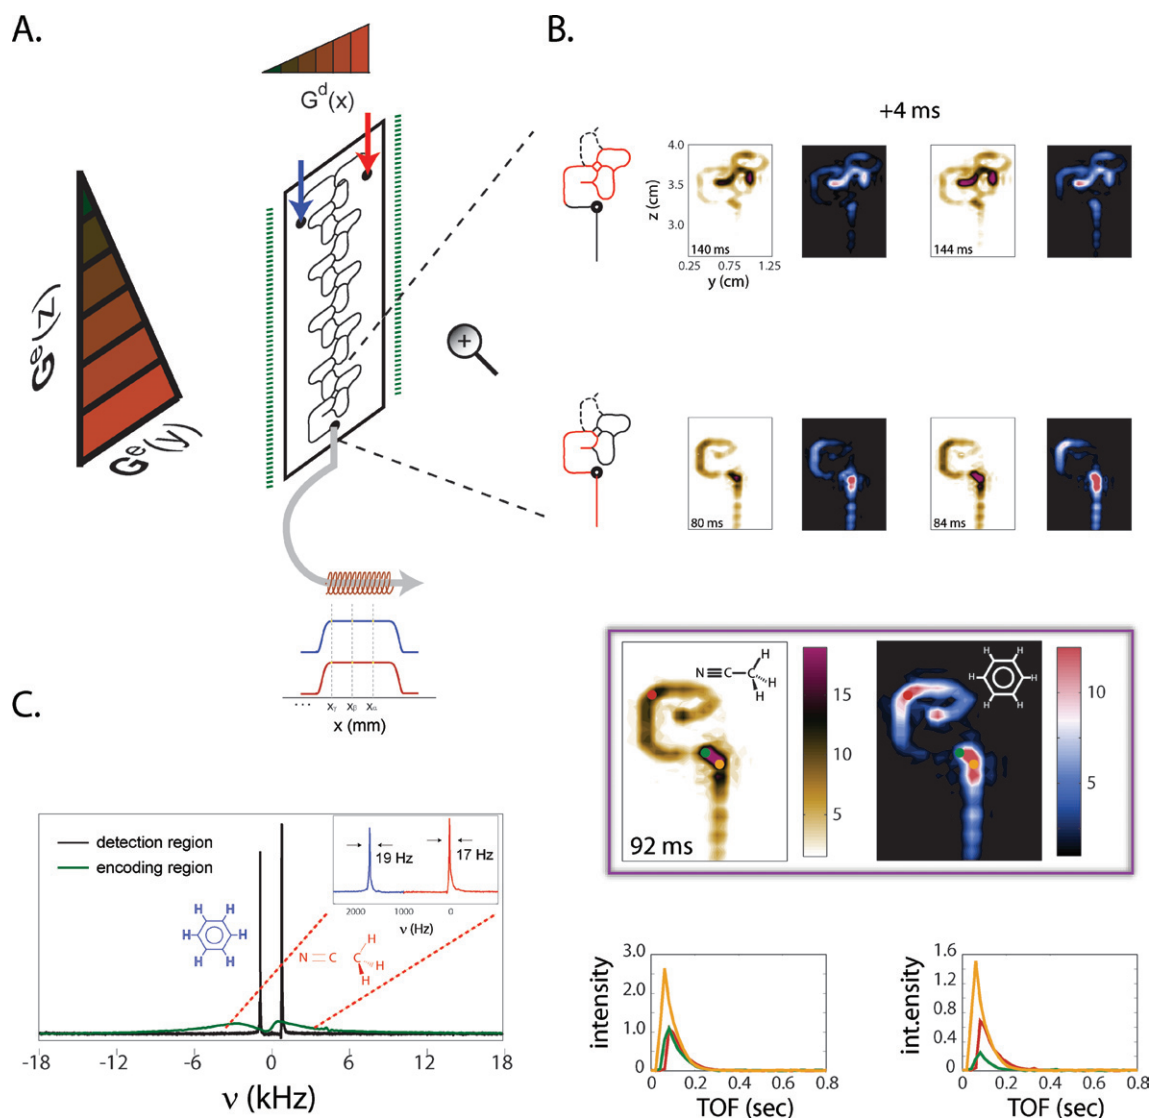 A.
B.
G^d(x)
+4 ms
G^e(z)
G^e(y)
z (cm)
4.0
3.5
3.0
140 ms
144 ms
0.25 0.75 1.25
y (cm)
80 ms
84 ms
... xγ xβ xα
x (mm)
N≡C-C H H H
H H H H H H
15
10
5
10
5
92 ms
C.
detection region
encoding region
19 Hz
17 Hz
2000 1000 0
ν (Hz)
H H H H H H
N=C C H H H
-18 -12 -6 0 6 12 18
ν (kHz)
intensity
3.0
2.0
1.0
0
0 0.2 0.4 0.6 0.8
TOF (sec)
int.ensity
1.6
1.2
0.8
0.4
0
0 0.2 0.4 0.6 0.8
TOF (sec)